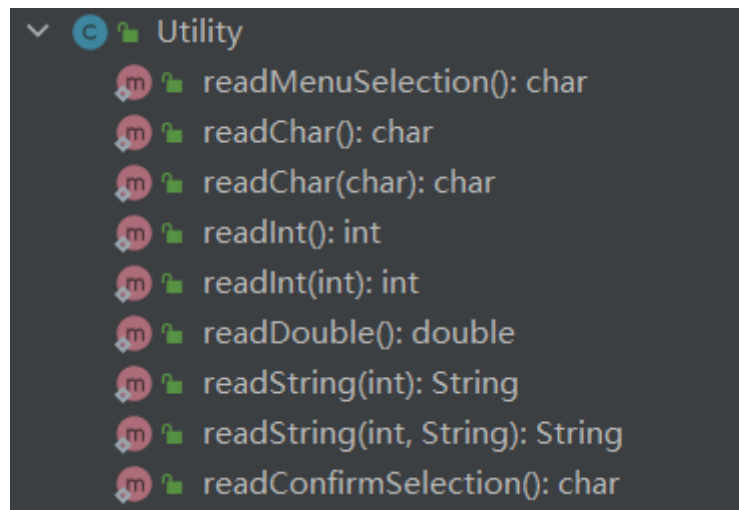 Utility
readMenuSelection(): char
readChar(): char
readChar(char): char
readInt(): int
readInt(int): int
readDouble(): double
readString(int): String
readString(int, String): String
readConfirmSelection(): char